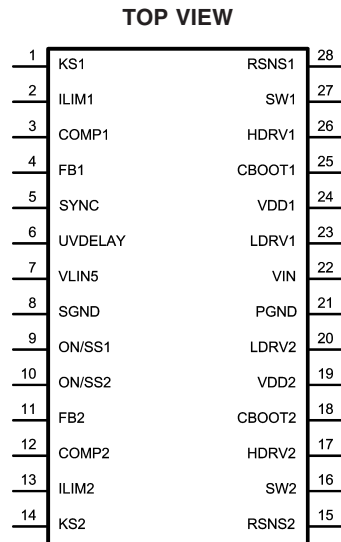 TOP VIEW
1 KS1 RSNS1 28
2 ILIM1 SW1 27
3 COMP1 HDRV1 26
4 FB1 CBOOT1 25
5 SYNC VDD1 24
6 UVDELAY LDRV1 23
7 VLIN5 VIN 22
8 SGND PGND 21
9 ON/SS1 LDRV2 20
10 ON/SS2 VDD2 19
11 FB2 CBOOT2 18
12 COMP2 HDRV2 17
13 ILIM2 SW2 16
14 KS2 RSNS2 15